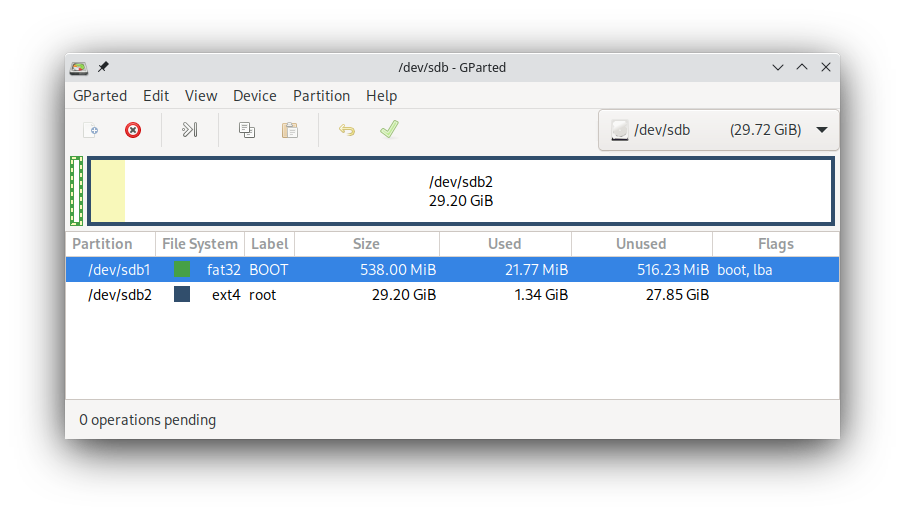 /dev/sdb - GParted
GParted Edit View Device Partition Help
/dev/sdb (29.72 GiB)
/dev/sdb2
29.20 GiB
Partition File System Label Size Used Unused Flags
/dev/sdb1 fat32 BOOT 538.00 MiB 21.77 MiB 516.23 MiB boot, lba
/dev/sdb2 ext4 root 29.20 GiB 1.34 GiB 27.85 GiB
0 operations pending